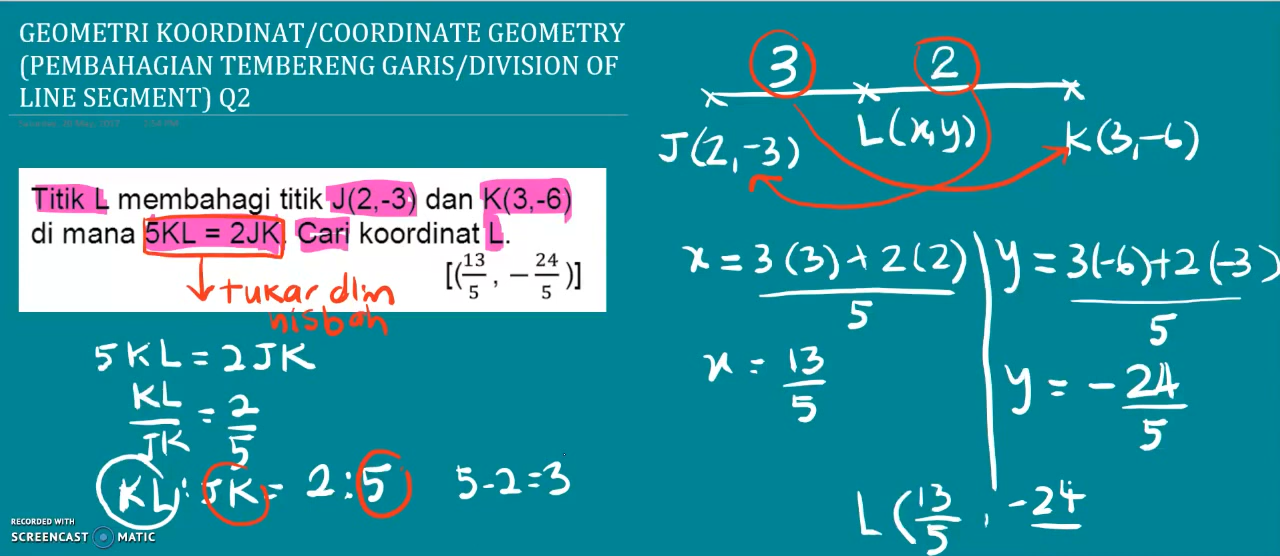 GEOMETRI KOORDINAT/COORDINATE GEOMETRY
(PEMBAHAGIAN TEMBERENG GARIS/DIVISION OF
LINE SEGMENT) Q2
Titik L membahagi titik J(2,-3) dan K(3,-6)
di mana 5KL = 2JK. Cari koordinat L.
[(13/5, −24/5)]
tukar dlm
nisbah
5KL = 2JK
KL/JK = 2/5
KL : JK = 2 : 5
5-2=3
3 2
J(2,-3) L(x,y) K(3,-6)
x = 3(3)+2(2)
5
x = 13/5
y = 3(-6)+2(-3)
5
y = -24/5
L(13/5, -24
RECORDED WITH
SCREENCAST MATIC